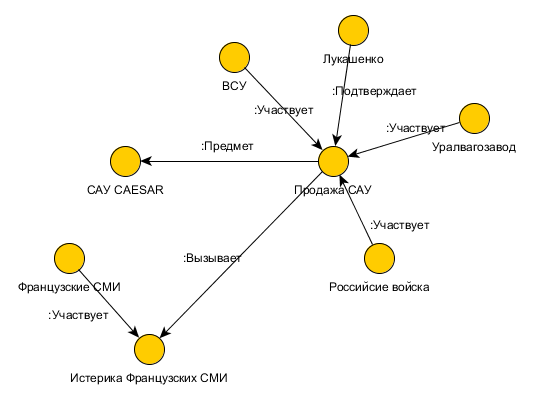 Лукашенко
ВСУ
:Подтверждает
:Участвует
:Участвует
Уралвагозавод
:Предмет
САУ CAESAR
Продажа САУ
:Участвует
:Вызывает
Французские СМИ
Российсие войска
:Участвует
Истерика Французских СМИ